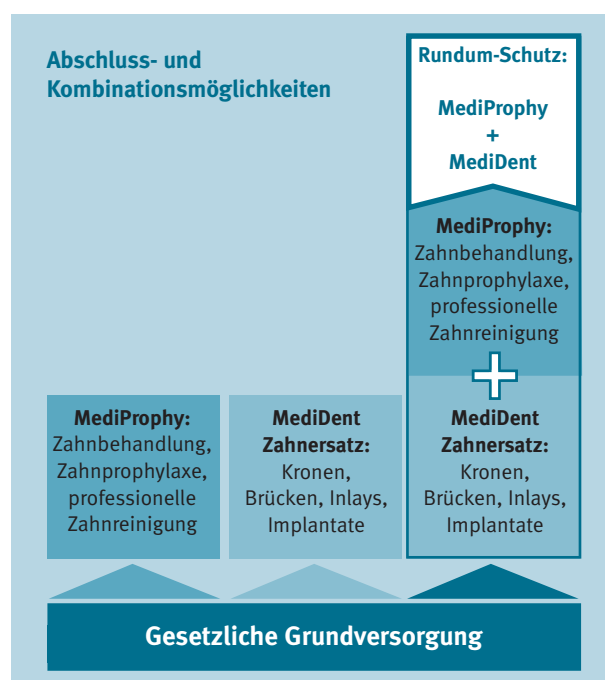 Abschluss- und
Kombinationsmöglichkeiten
Rundum-Schutz:
MediProphy
+
MediDent
MediProphy:
Zahnbehandlung,
Zahnprophylaxe,
professionelle
Zahnreinigung
+
MediDent
Zahnersatz:
Kronen,
Brücken, Inlays,
Implantate
MediProphy:
Zahnbehandlung,
Zahnprophylaxe,
professionelle
Zahnreinigung
MediDent
Zahnersatz:
Kronen,
Brücken, Inlays,
Implantate
Gesetzliche Grundversorgung